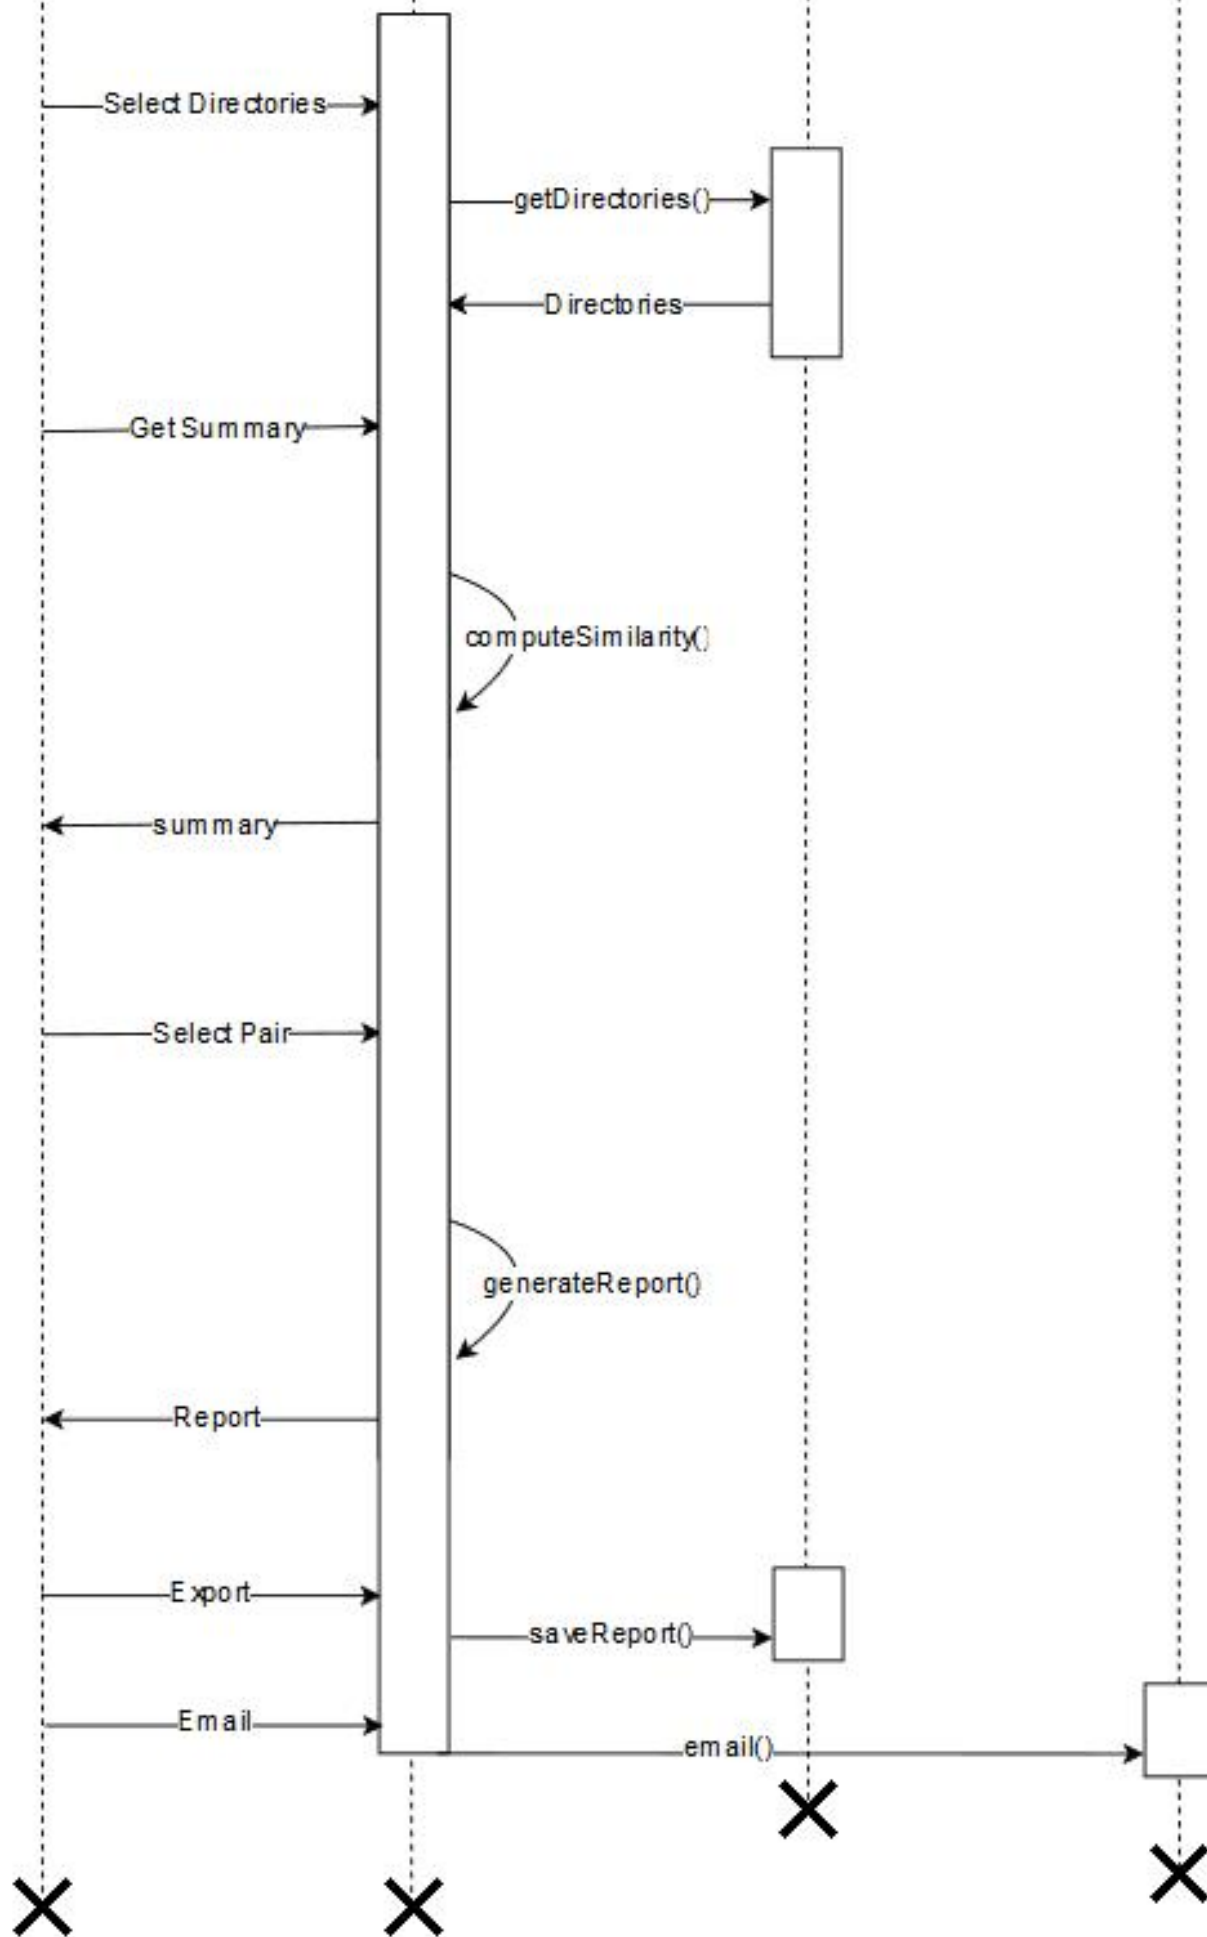 Select Directories
getDirectories()
Directories
Get Summary
computeSimilarity()
summary
Select Pair
generateReport()
Report
Export
saveReport()
Email
email()